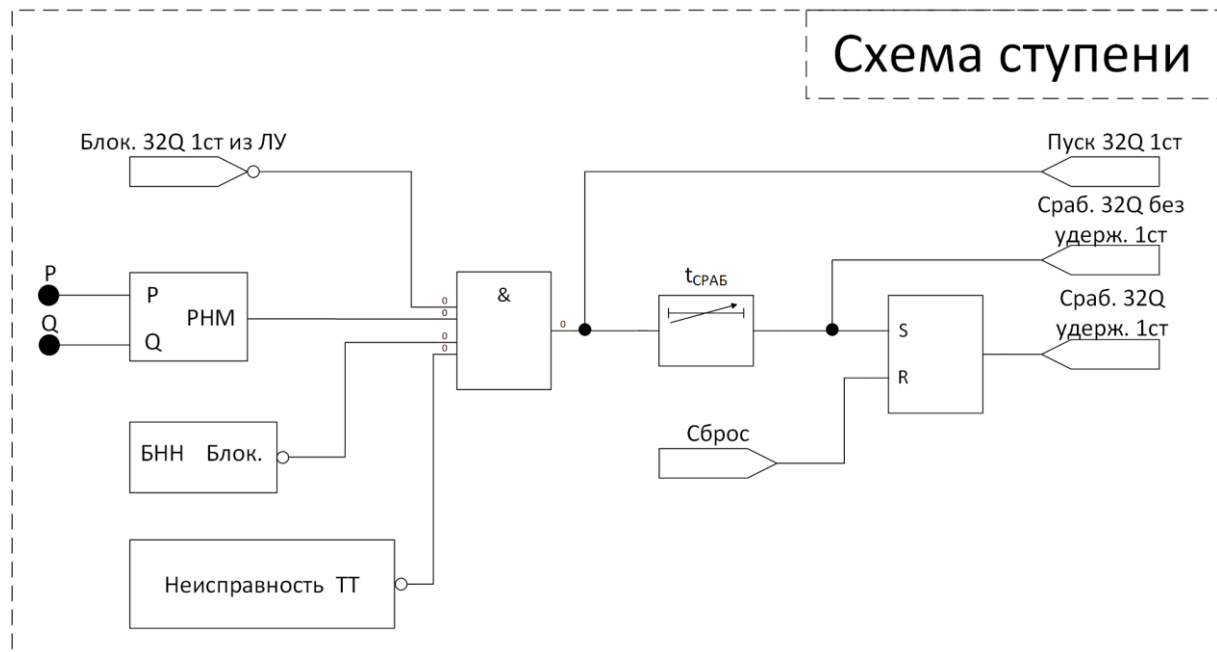 Схема ступени
Блок. 32Q 1ст из ЛУ
Пуск 32Q 1ст
Сраб. 32Q без
удерж. 1ст
P
P
РНМ
Q
Q
&
0
0
0
0
0
tСРАБ
Сраб. 32Q
удерж. 1ст
S
R
БНН Блок.
Сброс
Неисправность ТТ